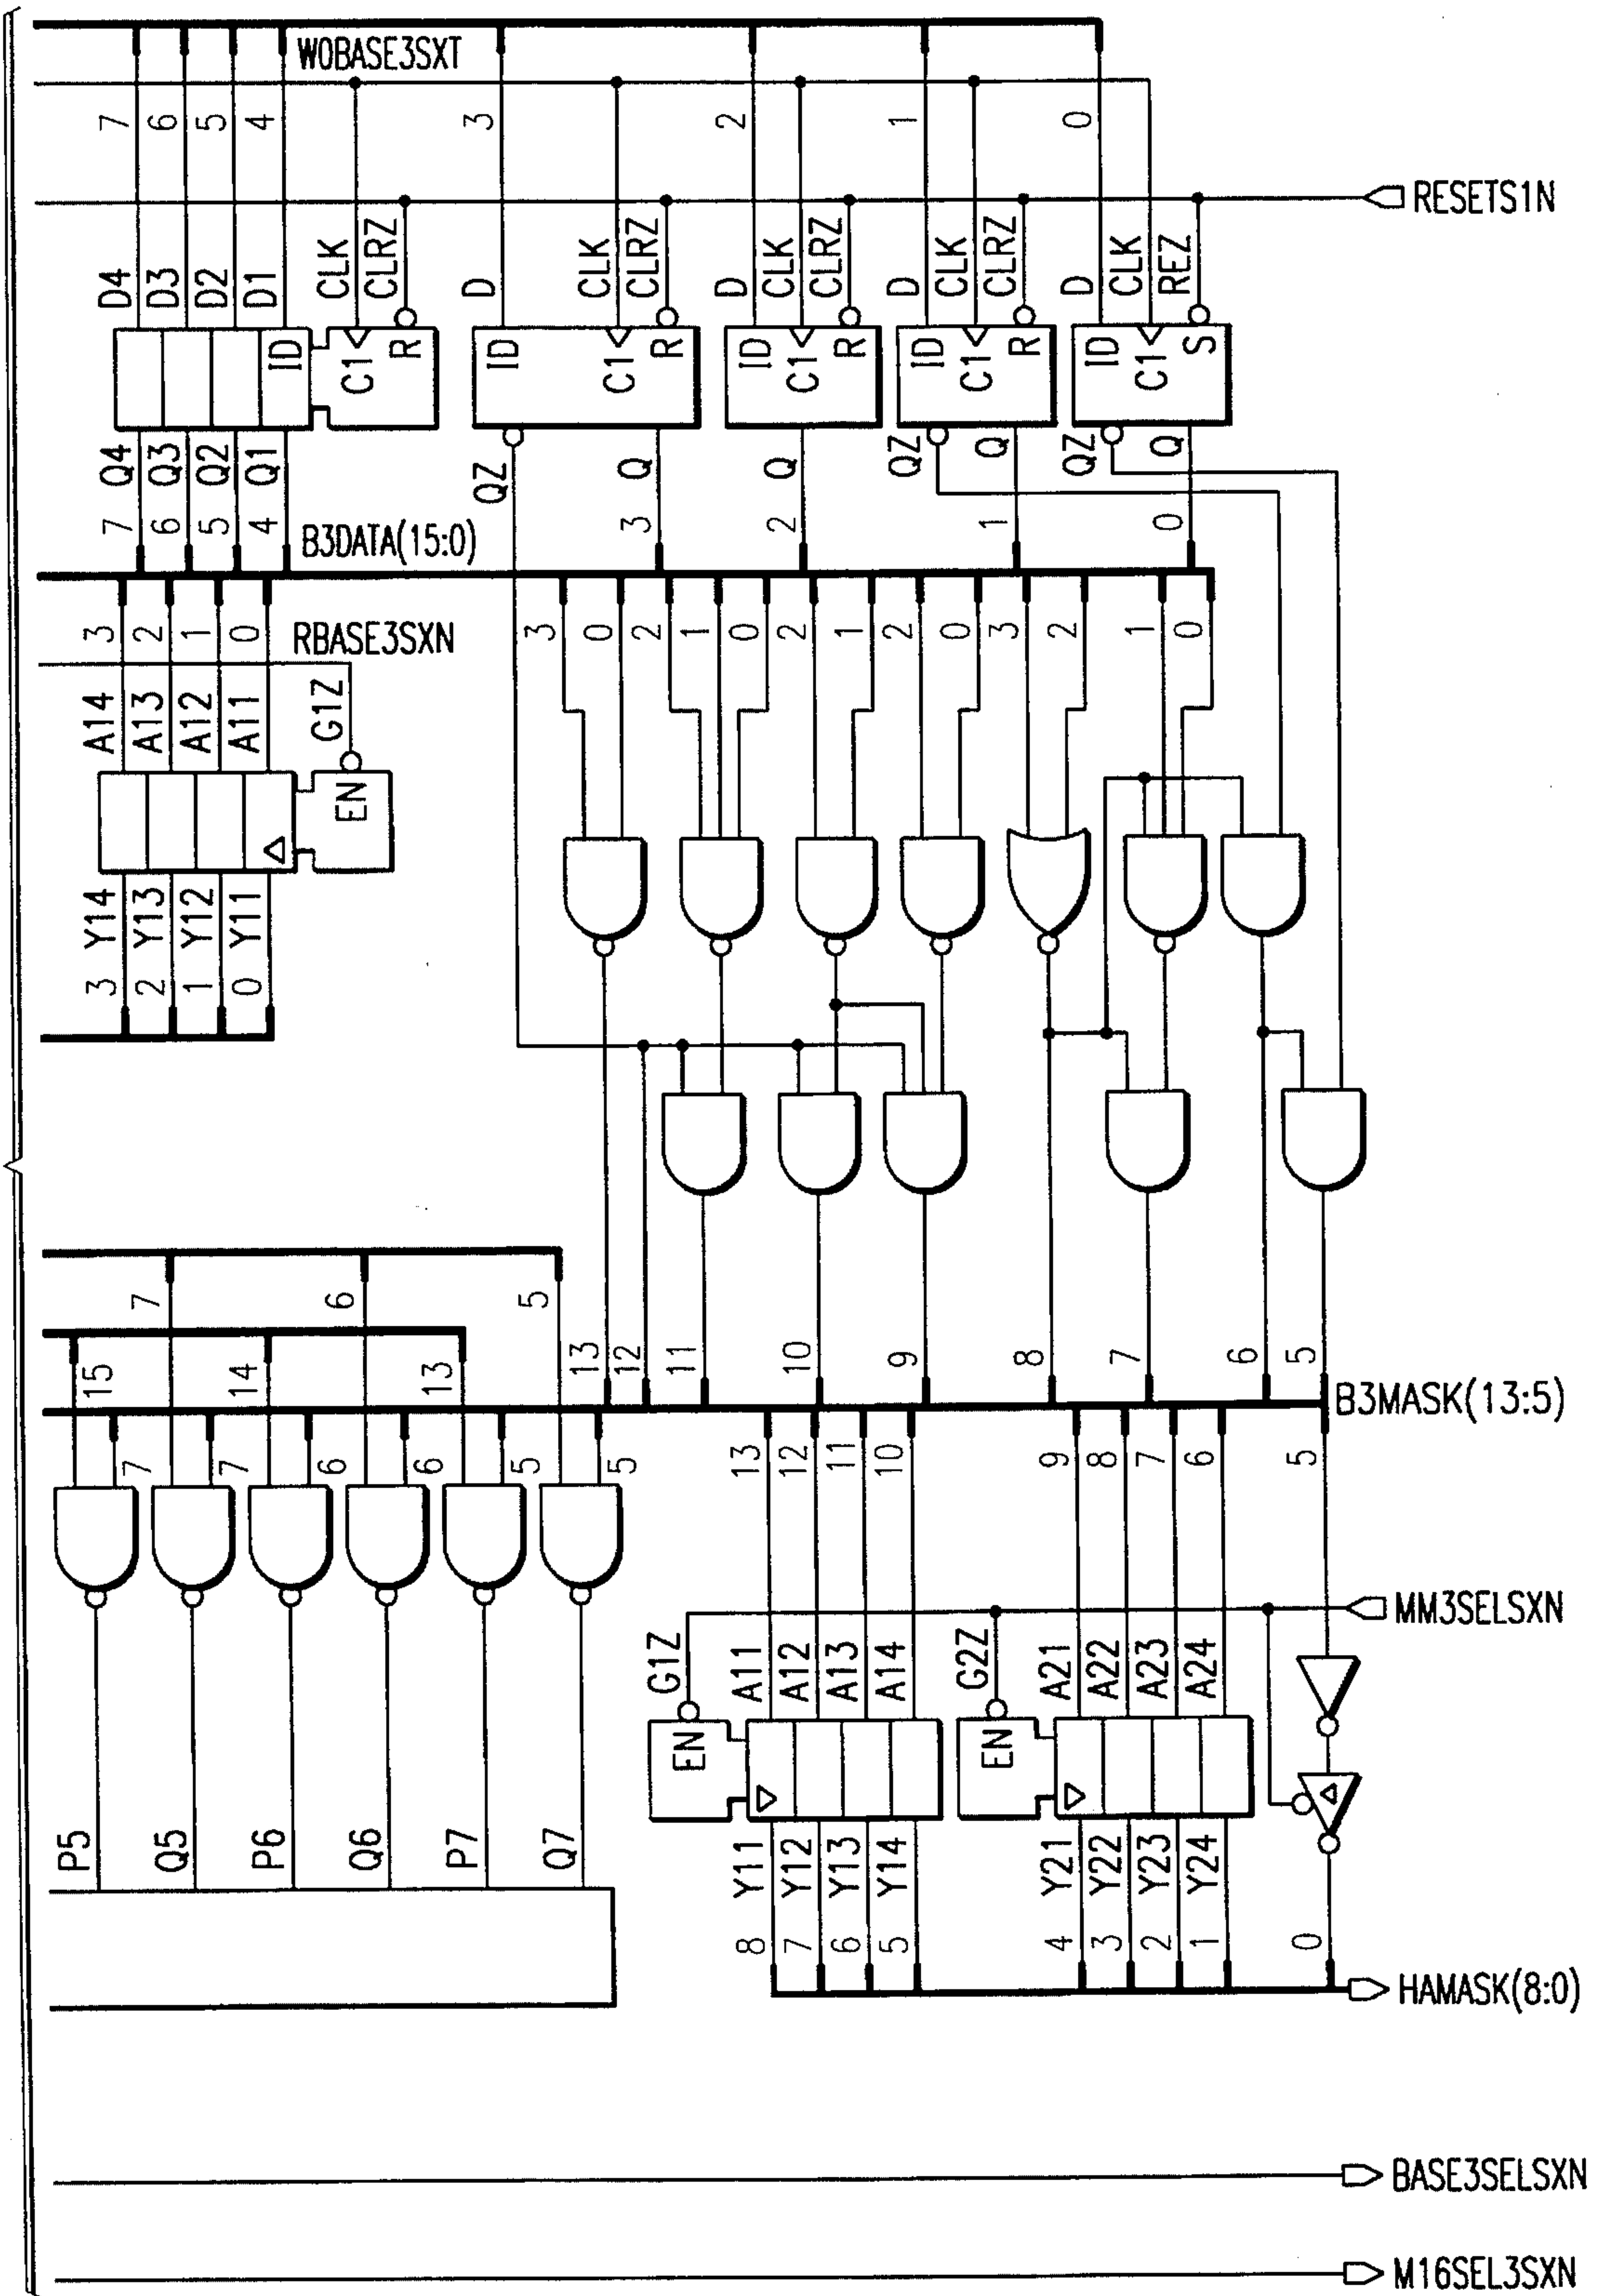 W0BASE3SXT
7 6 5 4 3 2 1 0
RESETS1N
D4 D3 D2 D1 CLK CLRZ D CLK CLRZ D CLK CLRZ D CLK CLRZ D CLK REZ
ID C1 R ID C1 R ID C1 R ID C1 R ID C1 S
Q4 Q3 Q2 Q1 QZ Q Q QZ Q QZ Q
7 6 5 4 3 2 1 0
B3DATA(15:0)
3 2 1 0 3 0 2 1 0 2 1 2 0 3 2 1 0
RBASE3SXN
A14 A13 A12 A11 G1Z
EN
Y14 Y13 Y12 Y11
3 2 1 0
7 6 5
15 14 13
13 12 11 10 9 8 7 6 5
B3MASK(13:5)
7 7 6 6 5 5 13 12 11 10 9 8 7 6 5
MM3SELSXN
G1Z A11 A12 A13 A14 G2Z A21 A22 A23 A24
EN EN
P5 Q5 P6 Q6 P7 Q7 Y11 Y12 Y13 Y14 Y21 Y22 Y23 Y24
8 7 6 5 4 3 2 1 0
HAMASK(8:0)
BASE3SELSXN
M16SEL3SXN